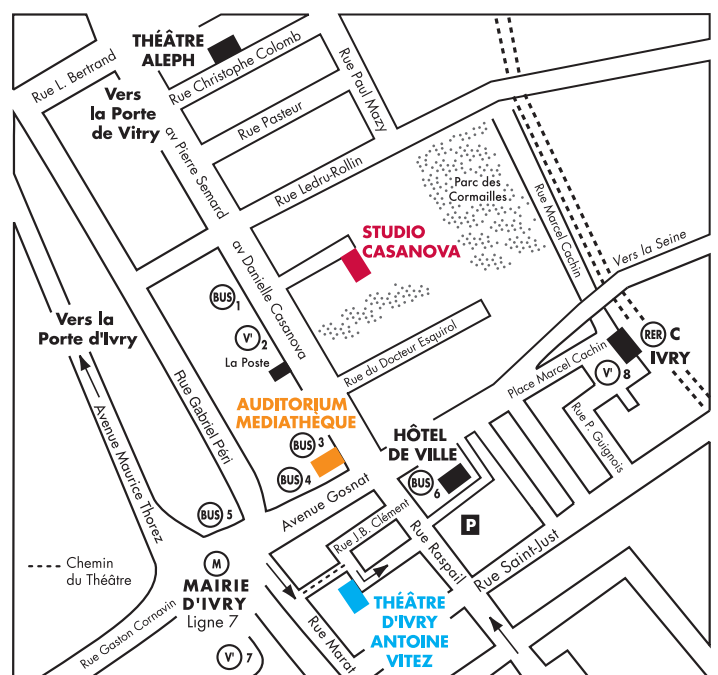 THÉÂTRE
ALEPH
Rue L. Bertrand
Rue Christophe Colomb
Rue Paul Mazy
Vers
la Porte
de Vitry
av Pierre Semard
Rue Pasteur
Rue Ledru-Rollin
Parc des
Cormailles
Rue Marcel Cachin
STUDIO
CASANOVA
av Danielle Casanova
Vers la Seine
BUS 1
V' 2
La Poste
Vers la
Porte d'Ivry
Rue du Docteur Esquirol
RER C
IVRY
Place Marcel Cachin
V' 8
Rue Gabriel Péri
Avenue Maurice Thorez
AUDITORIUM
MEDIATHÈQUE
BUS 3
BUS 4
HÔTEL
DE VILLE
BUS 6
Rue P. Guignois
BUS 5
Avenue Gosnat
Rue J.B. Clément
P
Rue Raspail
Rue Saint-Just
Chemin
du Théâtre
M
MAIRIE
D'IVRY
Ligne 7
Rue Gaston Cornavin
V' 7
Rue Marat
THÉÂTRE
D'IVRY
ANTOINE
VITEZ